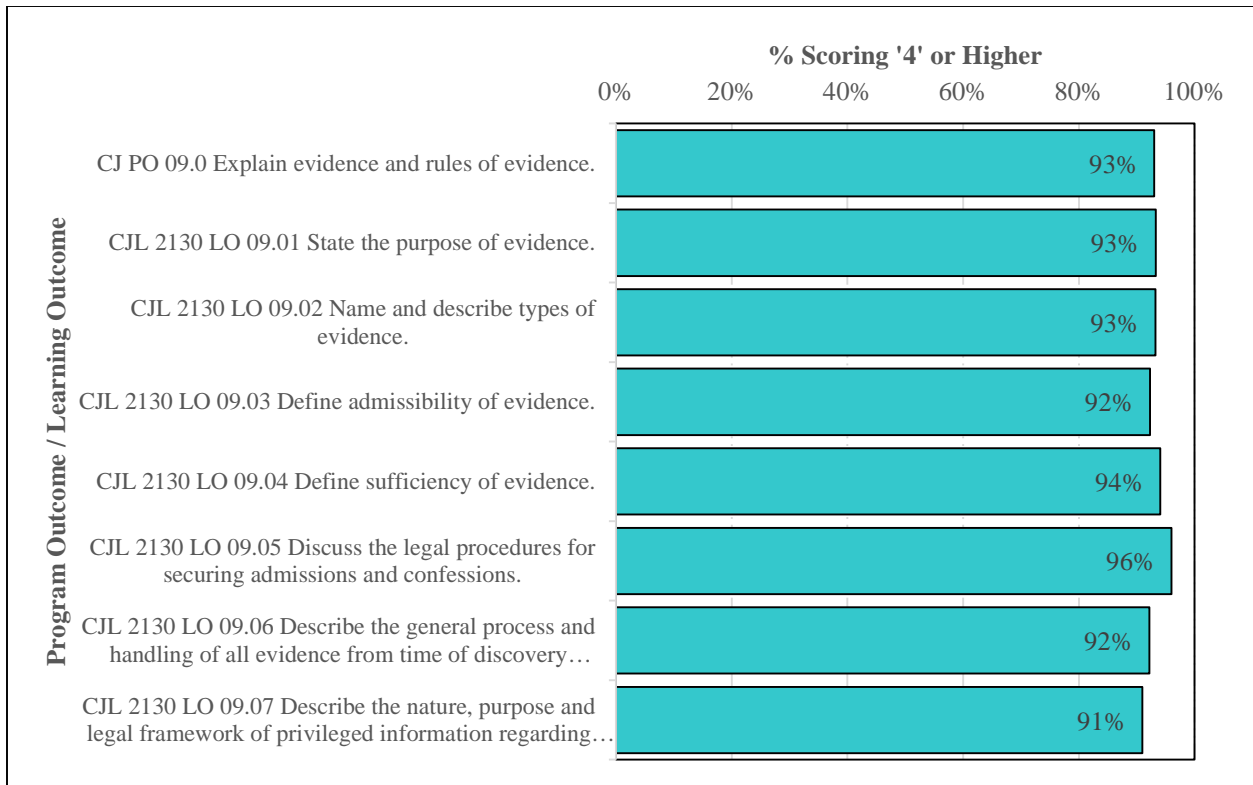 % Scoring '4' or Higher
0% 20% 40% 60% 80% 100%
Program Outcome / Learning Outcome
CJ PO 09.0 Explain evidence and rules of evidence.
93%
CJL 2130 LO 09.01 State the purpose of evidence.
93%
CJL 2130 LO 09.02 Name and describe types of
evidence.
93%
CJL 2130 LO 09.03 Define admissibility of evidence.
92%
CJL 2130 LO 09.04 Define sufficiency of evidence.
94%
CJL 2130 LO 09.05 Discuss the legal procedures for
securing admissions and confessions.
96%
CJL 2130 LO 09.06 Describe the general process and
handling of all evidence from time of discovery…
92%
CJL 2130 LO 09.07 Describe the nature, purpose and
legal framework of privileged information regarding…
91%